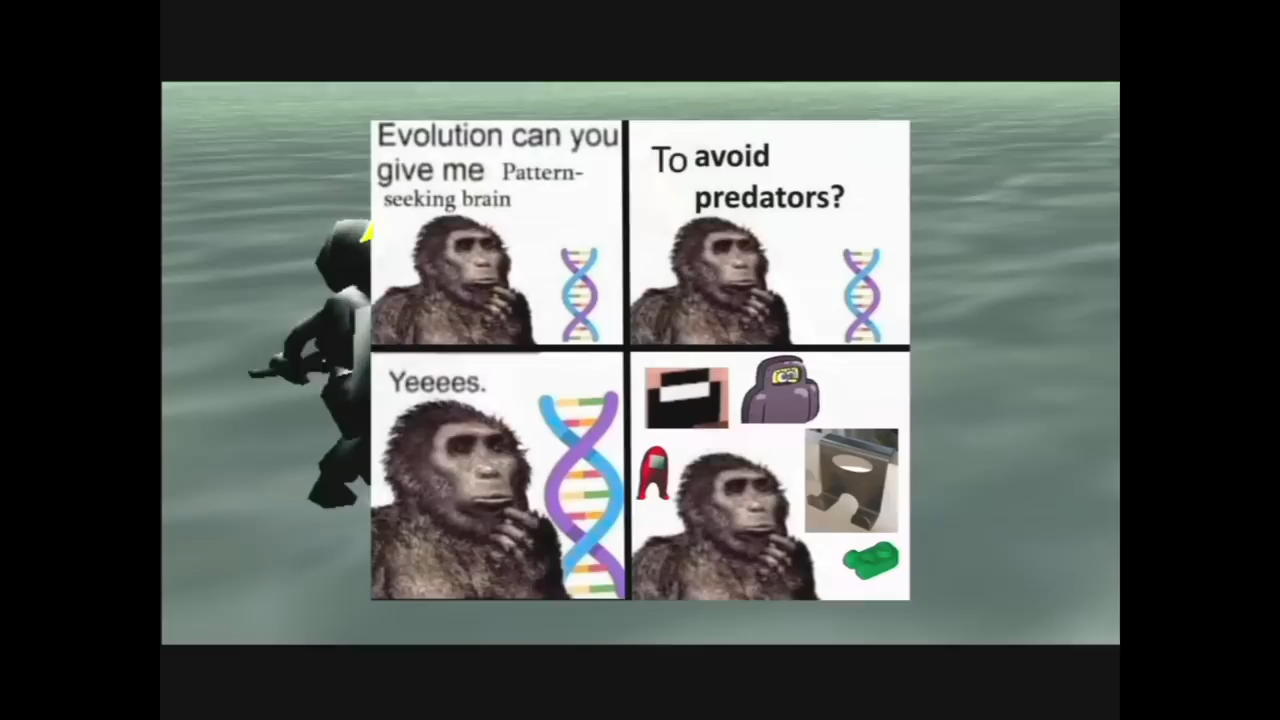 Evolution can you
give me Pattern-
seeking brain
To avoid
predators?
Yeeees.